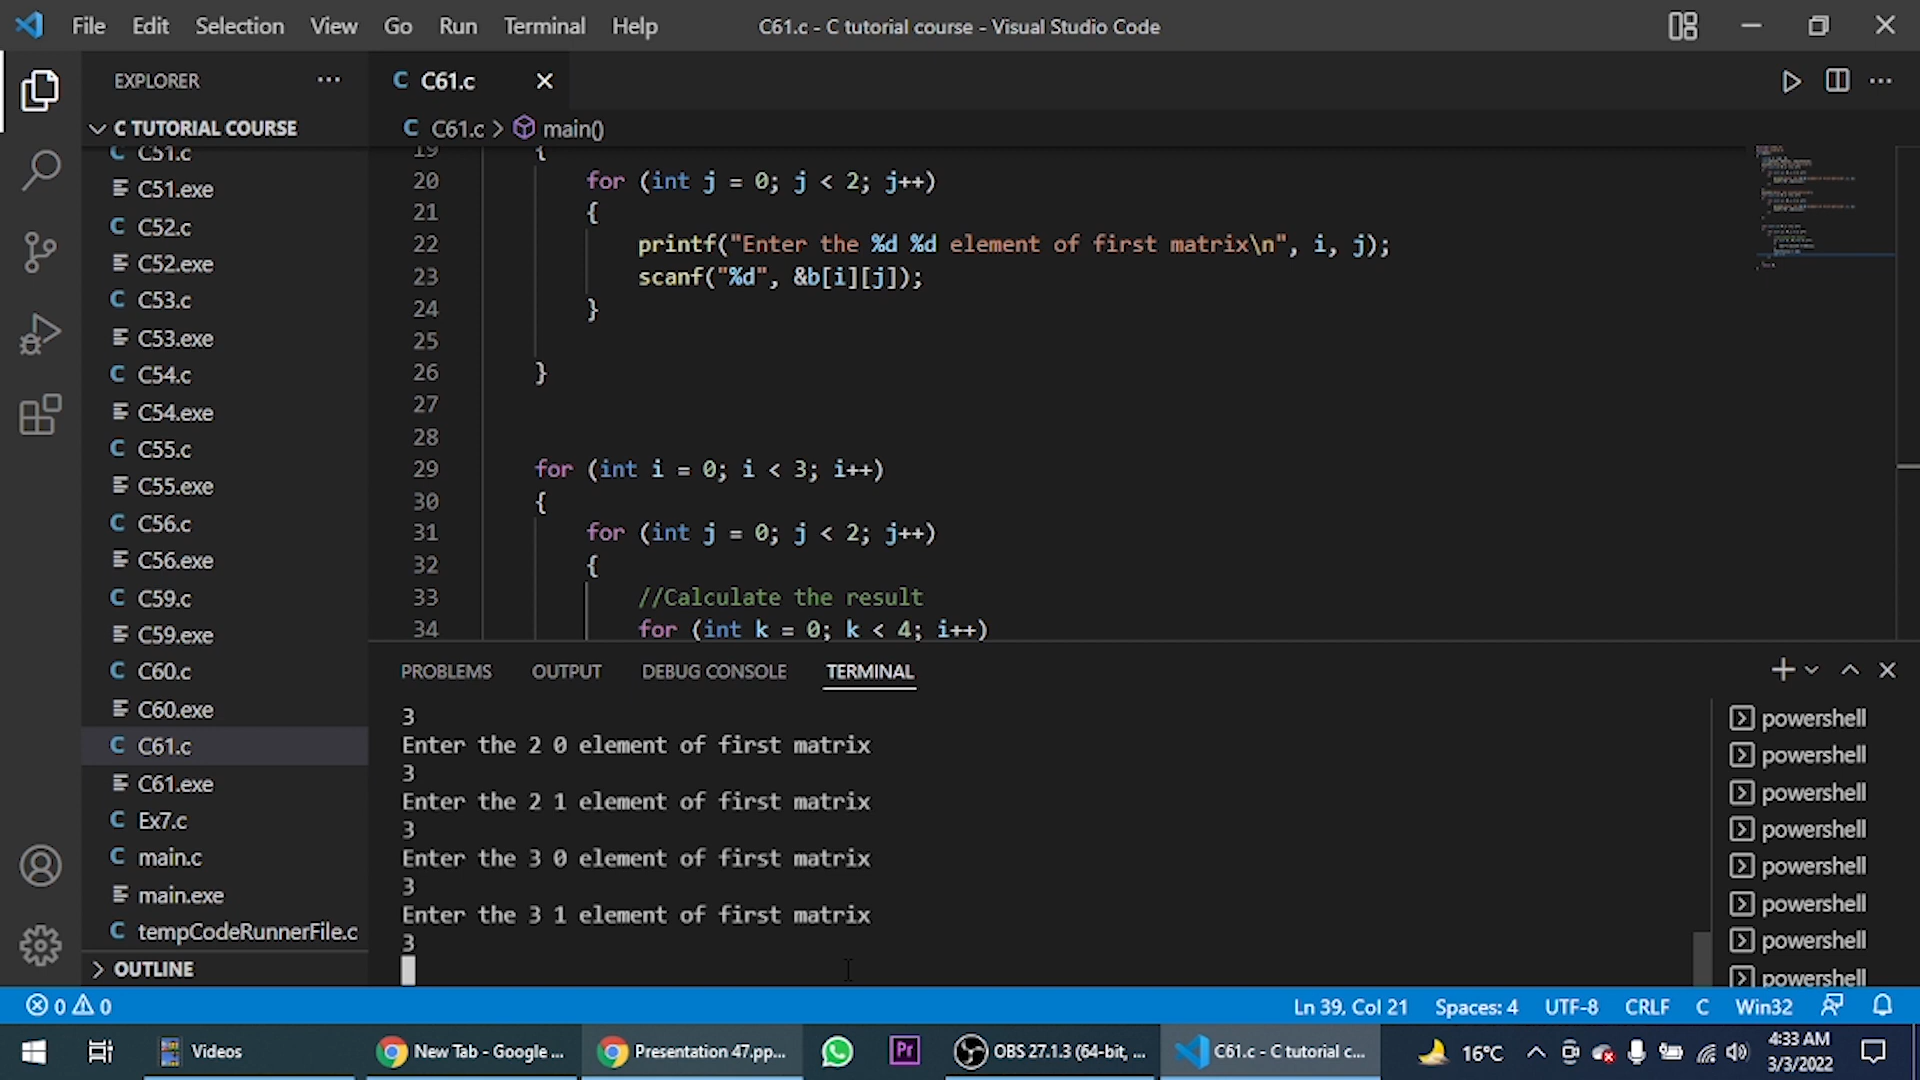 File Edit Selection View Go Run Terminal Help
C61.c - C tutorial course - Visual Studio Code
EXPLORER
C C61.c
C TUTORIAL COURSE
C C61.c > main()
C C51.c
C51.exe
C C52.c
C52.exe
C C53.c
C53.exe
C C54.c
C54.exe
C C55.c
C55.exe
C C56.c
C56.exe
C C59.c
C59.exe
C C60.c
C60.exe
C C61.c
C61.exe
C Ex7.c
C main.c
main.exe
C tempCodeRunnerFile.c
OUTLINE
19 {
20 for (int j = 0; j < 2; j++)
21 {
22 printf("Enter the %d %d element of first matrix\n", i, j);
23 scanf("%d", &b[i][j]);
24 }
25
26 }
27
28
29 for (int i = 0; i < 3; i++)
30 {
31 for (int j = 0; j < 2; j++)
32 {
33 //Calculate the result
34 for (int k = 0; k < 4; i++)
PROBLEMS OUTPUT DEBUG CONSOLE TERMINAL
3
Enter the 2 0 element of first matrix
3
Enter the 2 1 element of first matrix
3
Enter the 3 0 element of first matrix
3
Enter the 3 1 element of first matrix
3
powershell
powershell
powershell
powershell
powershell
powershell
powershell
powershell
0 0
Ln 39, Col 21 Spaces: 4 UTF-8 CRLF C Win32
Videos
New Tab - Google ...
Presentation 47.pp...
Pr
OBS 27.1.3 (64-bit, ...
C61.c - C tutorial c...
16°C
4:33 AM
3/3/2022